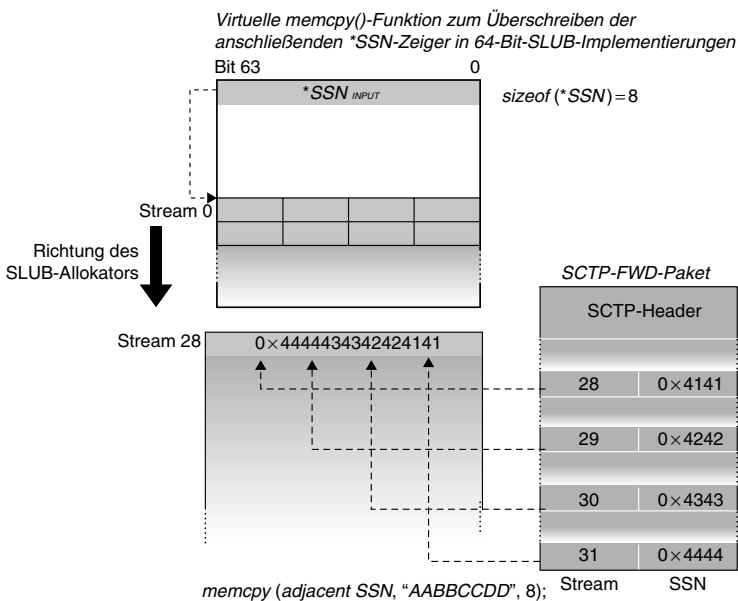 Virtuelle memcpy()-Funktion zum Überschreiben der
anschließenden *SSN-Zeiger in 64-Bit-SLUB-Implementierungen
Bit 63 0
*SSN INPUT
sizeof (*SSN)=8
Stream 0
Richtung des
SLUB-Allokators
SCTP-FWD-Paket
SCTP-Header
Stream 28
0×4444434342424141
28 0×4141
29 0×4242
30 0×4343
31 0×4444
Stream SSN
memcpy (adjacent SSN, “AABBCCDD”, 8);